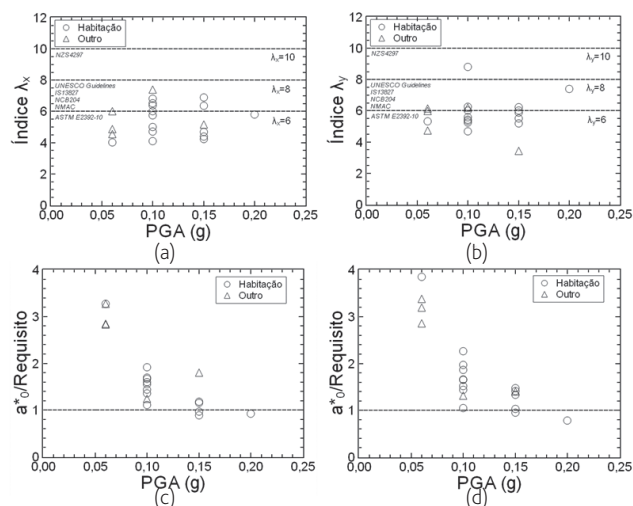 Índice λx
12
10
8
6
4
2
0
Habitação
Outro
NZS4297
λx=10
UNESCO Guidelines
IS13827
NCB204
NMAC
λx=8
ASTM E2392-10
λx=6
0,00 0,05 0,10 0,15 0,20 0,25
PGA (g)
(a)
Índice λy
12
10
8
6
4
2
0
Habitação
Outro
NZS4297
λy=10
UNESCO Guidelines
IS13827
NCB204
NMAC
λy=8
ASTM E2392-10
λy=6
0,00 0,05 0,10 0,15 0,20 0,25
PGA (g)
(b)
a*0/Requisito
4
3
2
1
0
Habitação
Outro
0,00 0,05 0,10 0,15 0,20 0,25
PGA (g)
(c)
a*0/Requisito
4
3
2
1
0
Habitação
Outro
0,00 0,05 0,10 0,15 0,20 0,25
PGA (g)
(d)